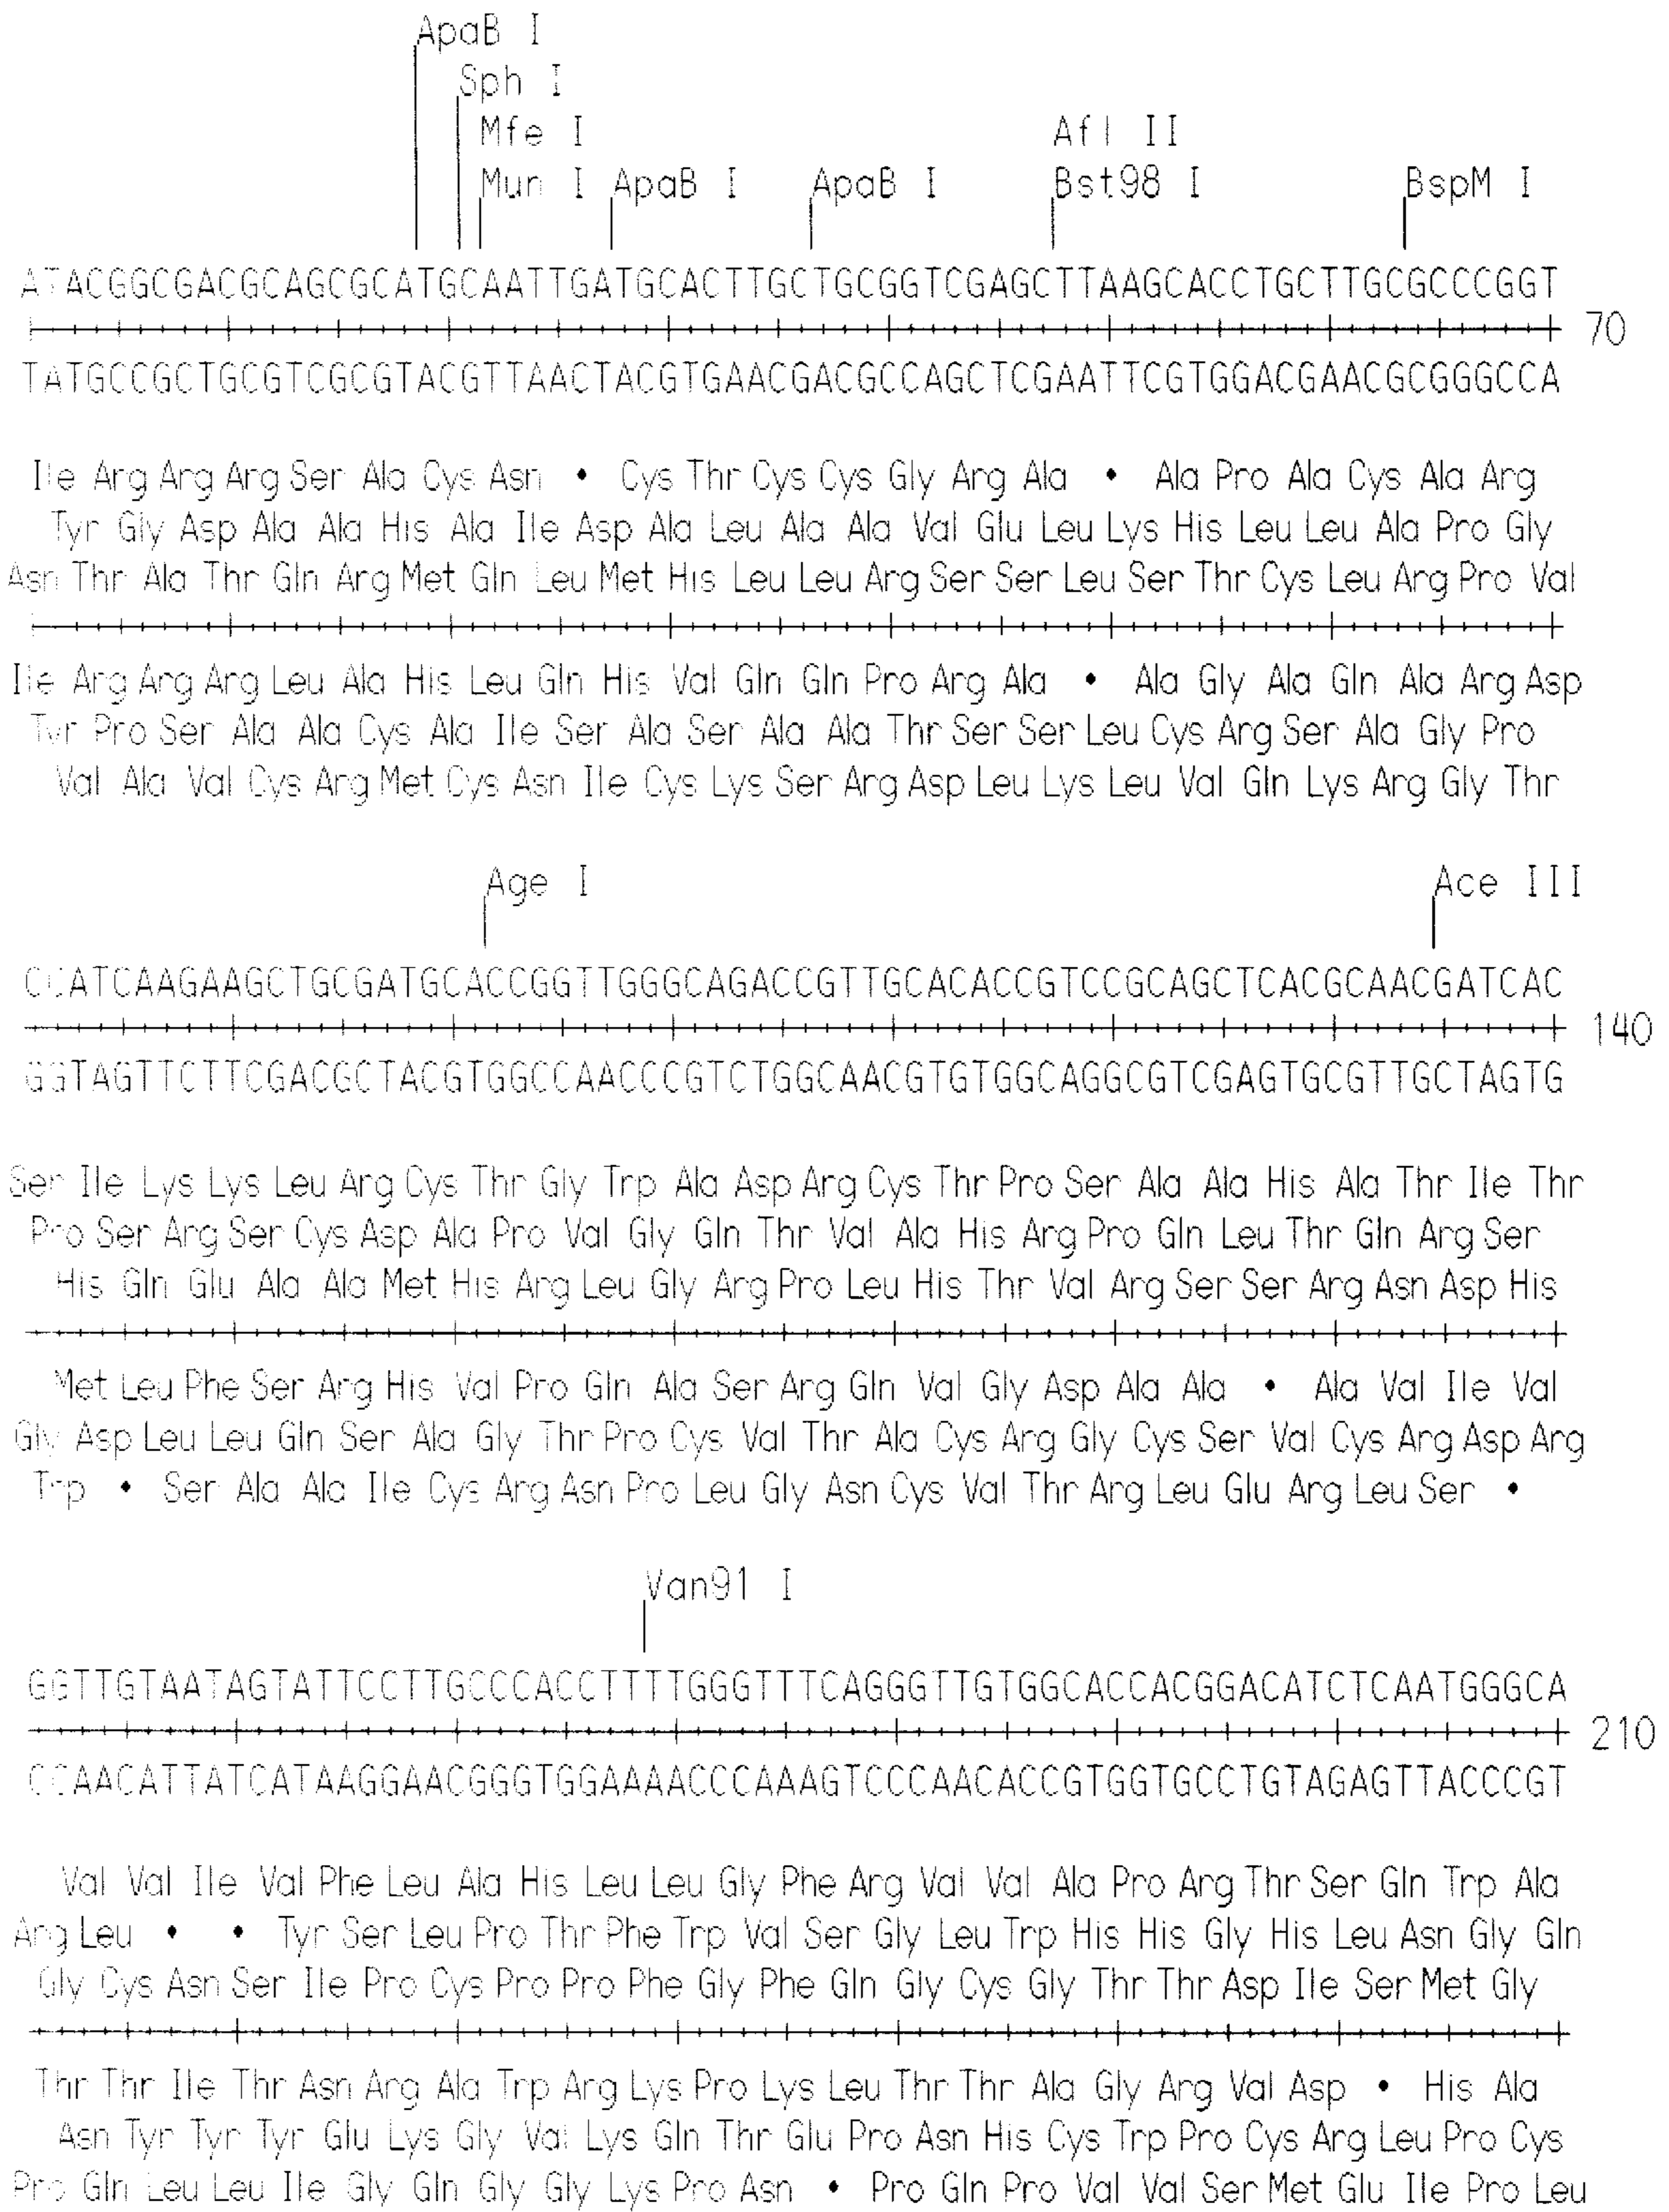 ApaB I
Sph I
Mfe I Afl II
Mun I ApaB I ApaB I Bst98 I BspM I
ATACGGCGACGCAGCGCATGCAATTGATGCACTTGCTGCGGTCGAGCTTAAGCACCTGCTTGCGCCCGGT
70
TATGCCGCTGCGTCGCGTACGTTAACTACGTGAACGACGCCAGCTCGAATTCGTGGACGAACGCGGGCCA
Ile Arg Arg Arg Ser Ala Cys Asn • Cys Thr Cys Cys Gly Arg Ala • Ala Pro Ala Cys Ala Arg
Tyr Gly Asp Ala Ala His Ala Ile Asp Ala Leu Ala Ala Val Glu Leu Lys His Leu Leu Ala Pro Gly
Asn Thr Ala Thr Gln Arg Met Gln Leu Met His Leu Leu Arg Ser Ser Leu Ser Thr Cys Leu Arg Pro Val
Ile Arg Arg Arg Leu Ala His Leu Gln His Val Gln Gln Pro Arg Ala • Ala Gly Ala Gln Ala Arg Asp
Tyr Pro Ser Ala Ala Cys Ala Ile Ser Ala Ser Ala Ala Thr Ser Ser Leu Cys Arg Ser Ala Gly Pro
Val Ala Val Cys Arg Met Cys Asn Ile Cys Lys Ser Arg Asp Leu Lys Leu Val Gln Lys Arg Gly Thr
Age I Ace III
CCATCAAGAAGCTGCGATGCACCGGTTGGGCAGACCGTTGCACACCGTCCGCAGCTCACGCAACGATCAC
140
GGTAGTTCTTCGACGCTACGTGGCCAACCCGTCTGGCAACGTGTGGCAGGCGTCGAGTGCGTTGCTAGTG
Ser Ile Lys Lys Leu Arg Cys Thr Gly Trp Ala Asp Arg Cys Thr Pro Ser Ala Ala His Ala Thr Ile Thr
Pro Ser Arg Ser Cys Asp Ala Pro Val Gly Gln Thr Val Ala His Arg Pro Gln Leu Thr Gln Arg Ser
His Gln Glu Ala Ala Met His Arg Leu Gly Arg Pro Leu His Thr Val Arg Ser Ser Arg Asn Asp His
Met Leu Phe Ser Arg His Val Pro Gln Ala Ser Arg Gln Val Gly Asp Ala Ala • Ala Val Ile Val
Gly Asp Leu Leu Gln Ser Ala Gly Thr Pro Cys Val Thr Ala Cys Arg Gly Cys Ser Val Cys Arg Asp Arg
Trp • Ser Ala Ala Ile Cys Arg Asn Pro Leu Gly Asn Cys Val Thr Arg Leu Glu Arg Leu Ser •
Van91 I
GGTTGTAATAGTATTCCTTGCCCACCTTTTGGGTTTCAGGGTTGTGGCACCACGGACATCTCAATGGGCA
210
CCAACATTATCATAAGGAACGGGTGGAAAACCCAAAGTCCCAACACCGTGGTGCCTGTAGAGTTACCCGT
Val Val Ile Val Phe Leu Ala His Leu Leu Gly Phe Arg Val Val Ala Pro Arg Thr Ser Gln Trp Ala
Arg Leu • • Tyr Ser Leu Pro Thr Phe Trp Val Ser Gly Leu Trp His His Gly His Leu Asn Gly Gln
Gly Cys Asn Ser Ile Pro Cys Pro Pro Phe Gly Phe Gln Gly Cys Gly Thr Thr Asp Ile Ser Met Gly
Thr Thr Ile Thr Asn Arg Ala Trp Arg Lys Pro Lys Leu Thr Thr Ala Gly Arg Val Asp • His Ala
Asn Tyr Tyr Tyr Glu Lys Gly Val Lys Gln Thr Glu Pro Asn His Cys Trp Pro Cys Arg Leu Pro Cys
Pro Gln Leu Leu Ile Gly Gln Gly Gly Lys Pro Asn • Pro Gln Pro Val Val Ser Met Glu Ile Pro Leu